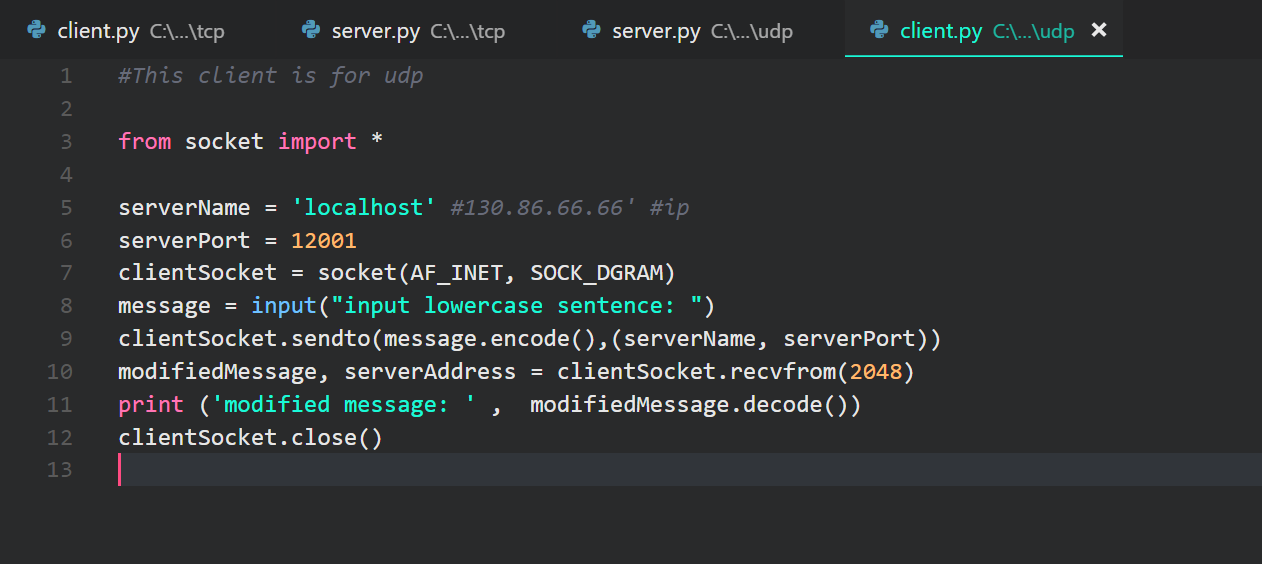 client.py C:\...\tcp server.py C:\...\tcp server.py C:\...\udp client.py C:\...\udp
1 #This client is for udp
2
3 from socket import *
4
5 serverName = 'localhost' #130.86.66.66' #ip
6 serverPort = 12001
7 clientSocket = socket(AF_INET, SOCK_DGRAM)
8 message = input("input lowercase sentence: ")
9 clientSocket.sendto(message.encode(),(serverName, serverPort))
10 modifiedMessage, serverAddress = clientSocket.recvfrom(2048)
11 print ('modified message: ' ,  modifiedMessage.decode())
12 clientSocket.close()
13